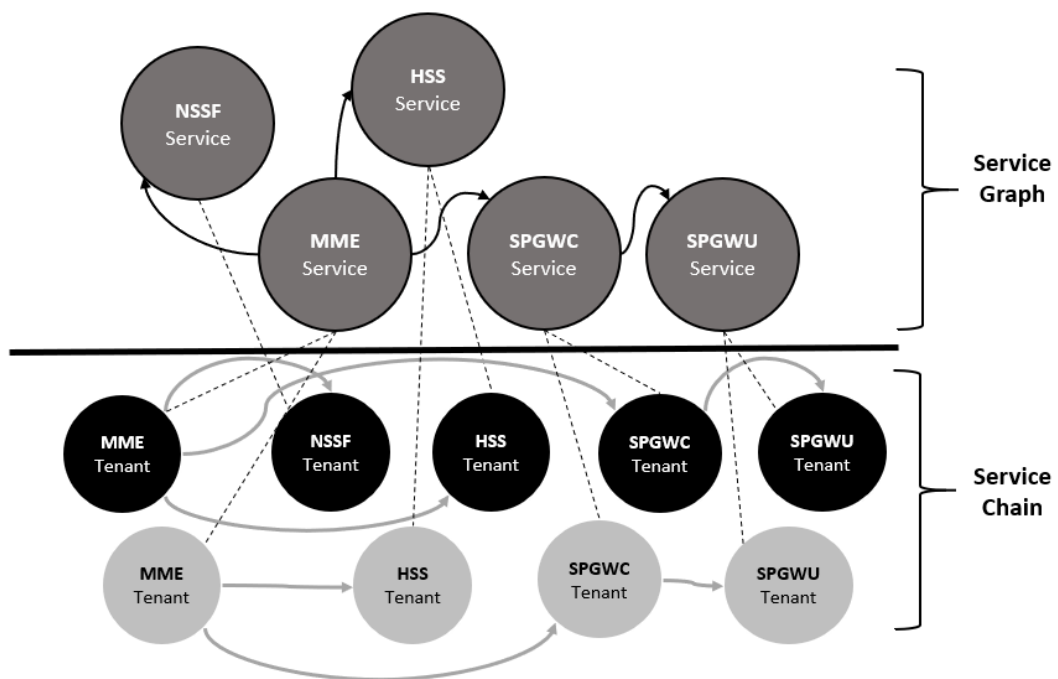 HSS
Service
NSSF
Service
Service
Graph
MME
Service
SPGWC
Service
SPGWU
Service
MME
Tenant
NSSF
Tenant
HSS
Tenant
SPGWC
Tenant
SPGWU
Tenant
Service
Chain
MME
Tenant
HSS
Tenant
SPGWC
Tenant
SPGWU
Tenant